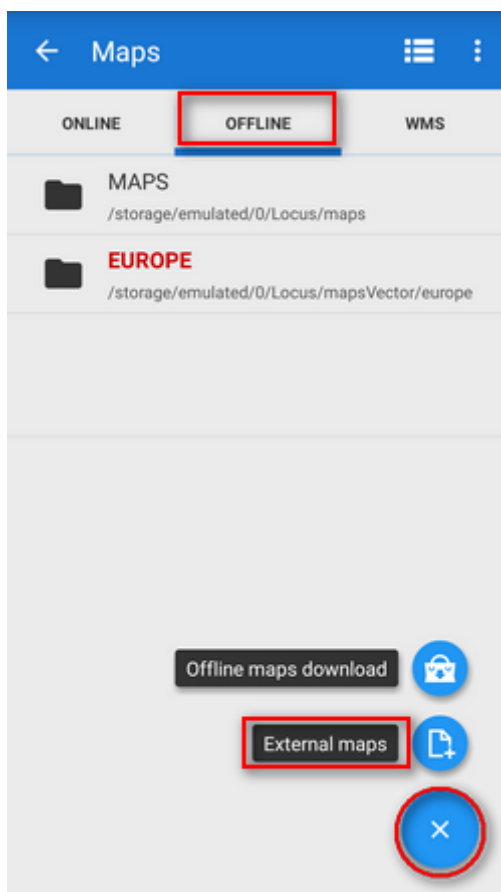 Maps
ONLINE OFFLINE WMS
MAPS
/storage/emulated/0/Locus/maps
EUROPE
/storage/emulated/0/Locus/mapsVector/europe
Offline maps download
External maps